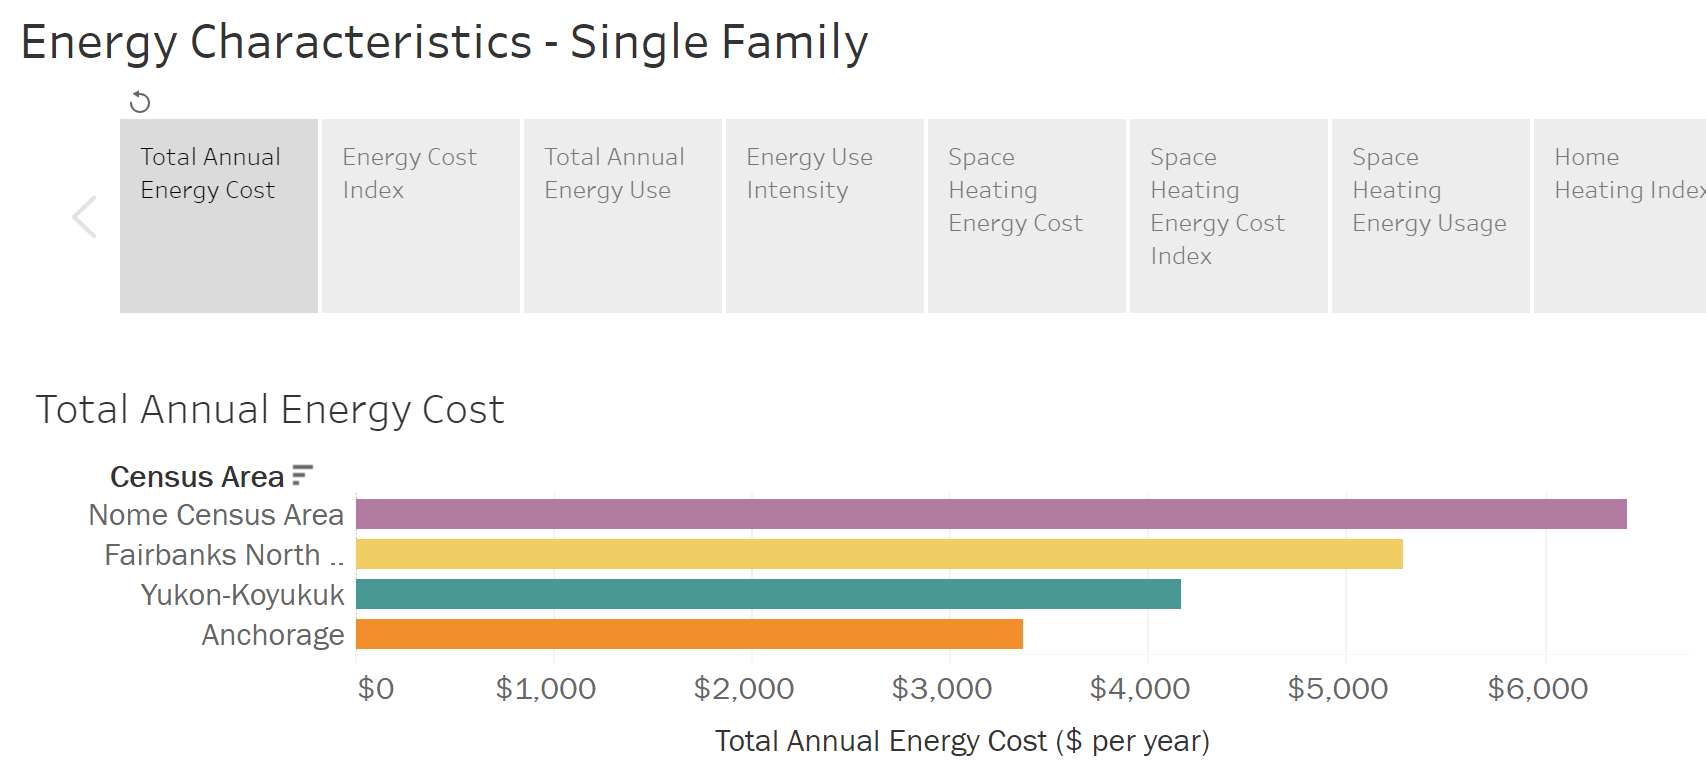 Energy Characteristics - Single Family
Total Annual
Energy Cost
Energy Cost
Index
Total Annual
Energy Use
Energy Use
Intensity
Space
Heating
Energy Cost
Space
Heating
Energy Cost
Index
Space
Heating
Energy Usage
Home
Heating Index
Total Annual Energy Cost
Census Area
Nome Census Area
Fairbanks North ..
Yukon-Koyukuk
Anchorage
$0 $1,000 $2,000 $3,000 $4,000 $5,000 $6,000
Total Annual Energy Cost ($ per year)